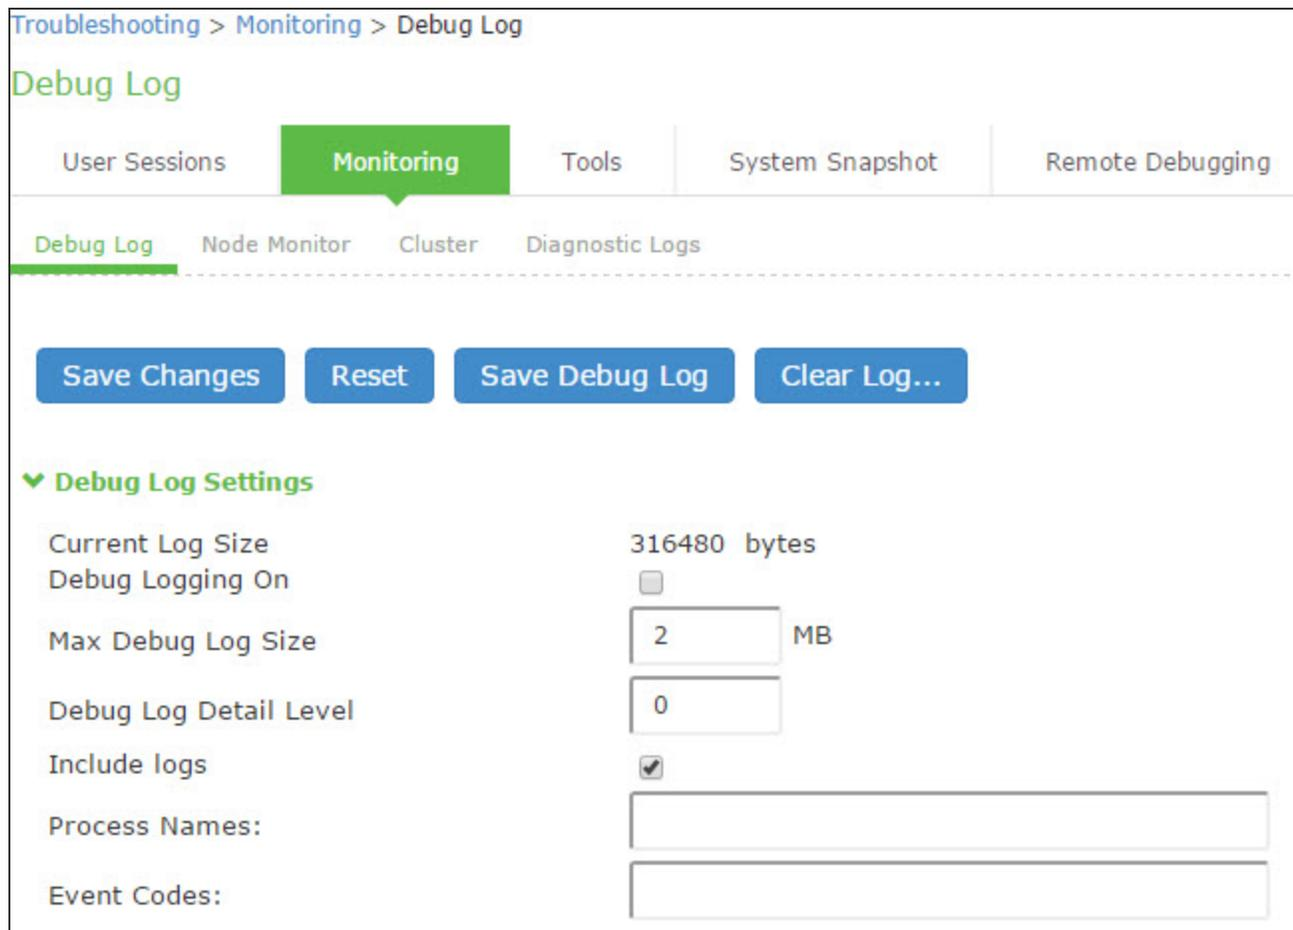 Troubleshooting > Monitoring > Debug Log
Debug Log
User Sessions Monitoring Tools System Snapshot Remote Debugging
Debug Log Node Monitor Cluster Diagnostic Logs
Save Changes Reset Save Debug Log Clear Log...
Debug Log Settings
Current Log Size 316480 bytes
Debug Logging On
Max Debug Log Size 2 MB
Debug Log Detail Level 0
Include logs
Process Names:
Event Codes: